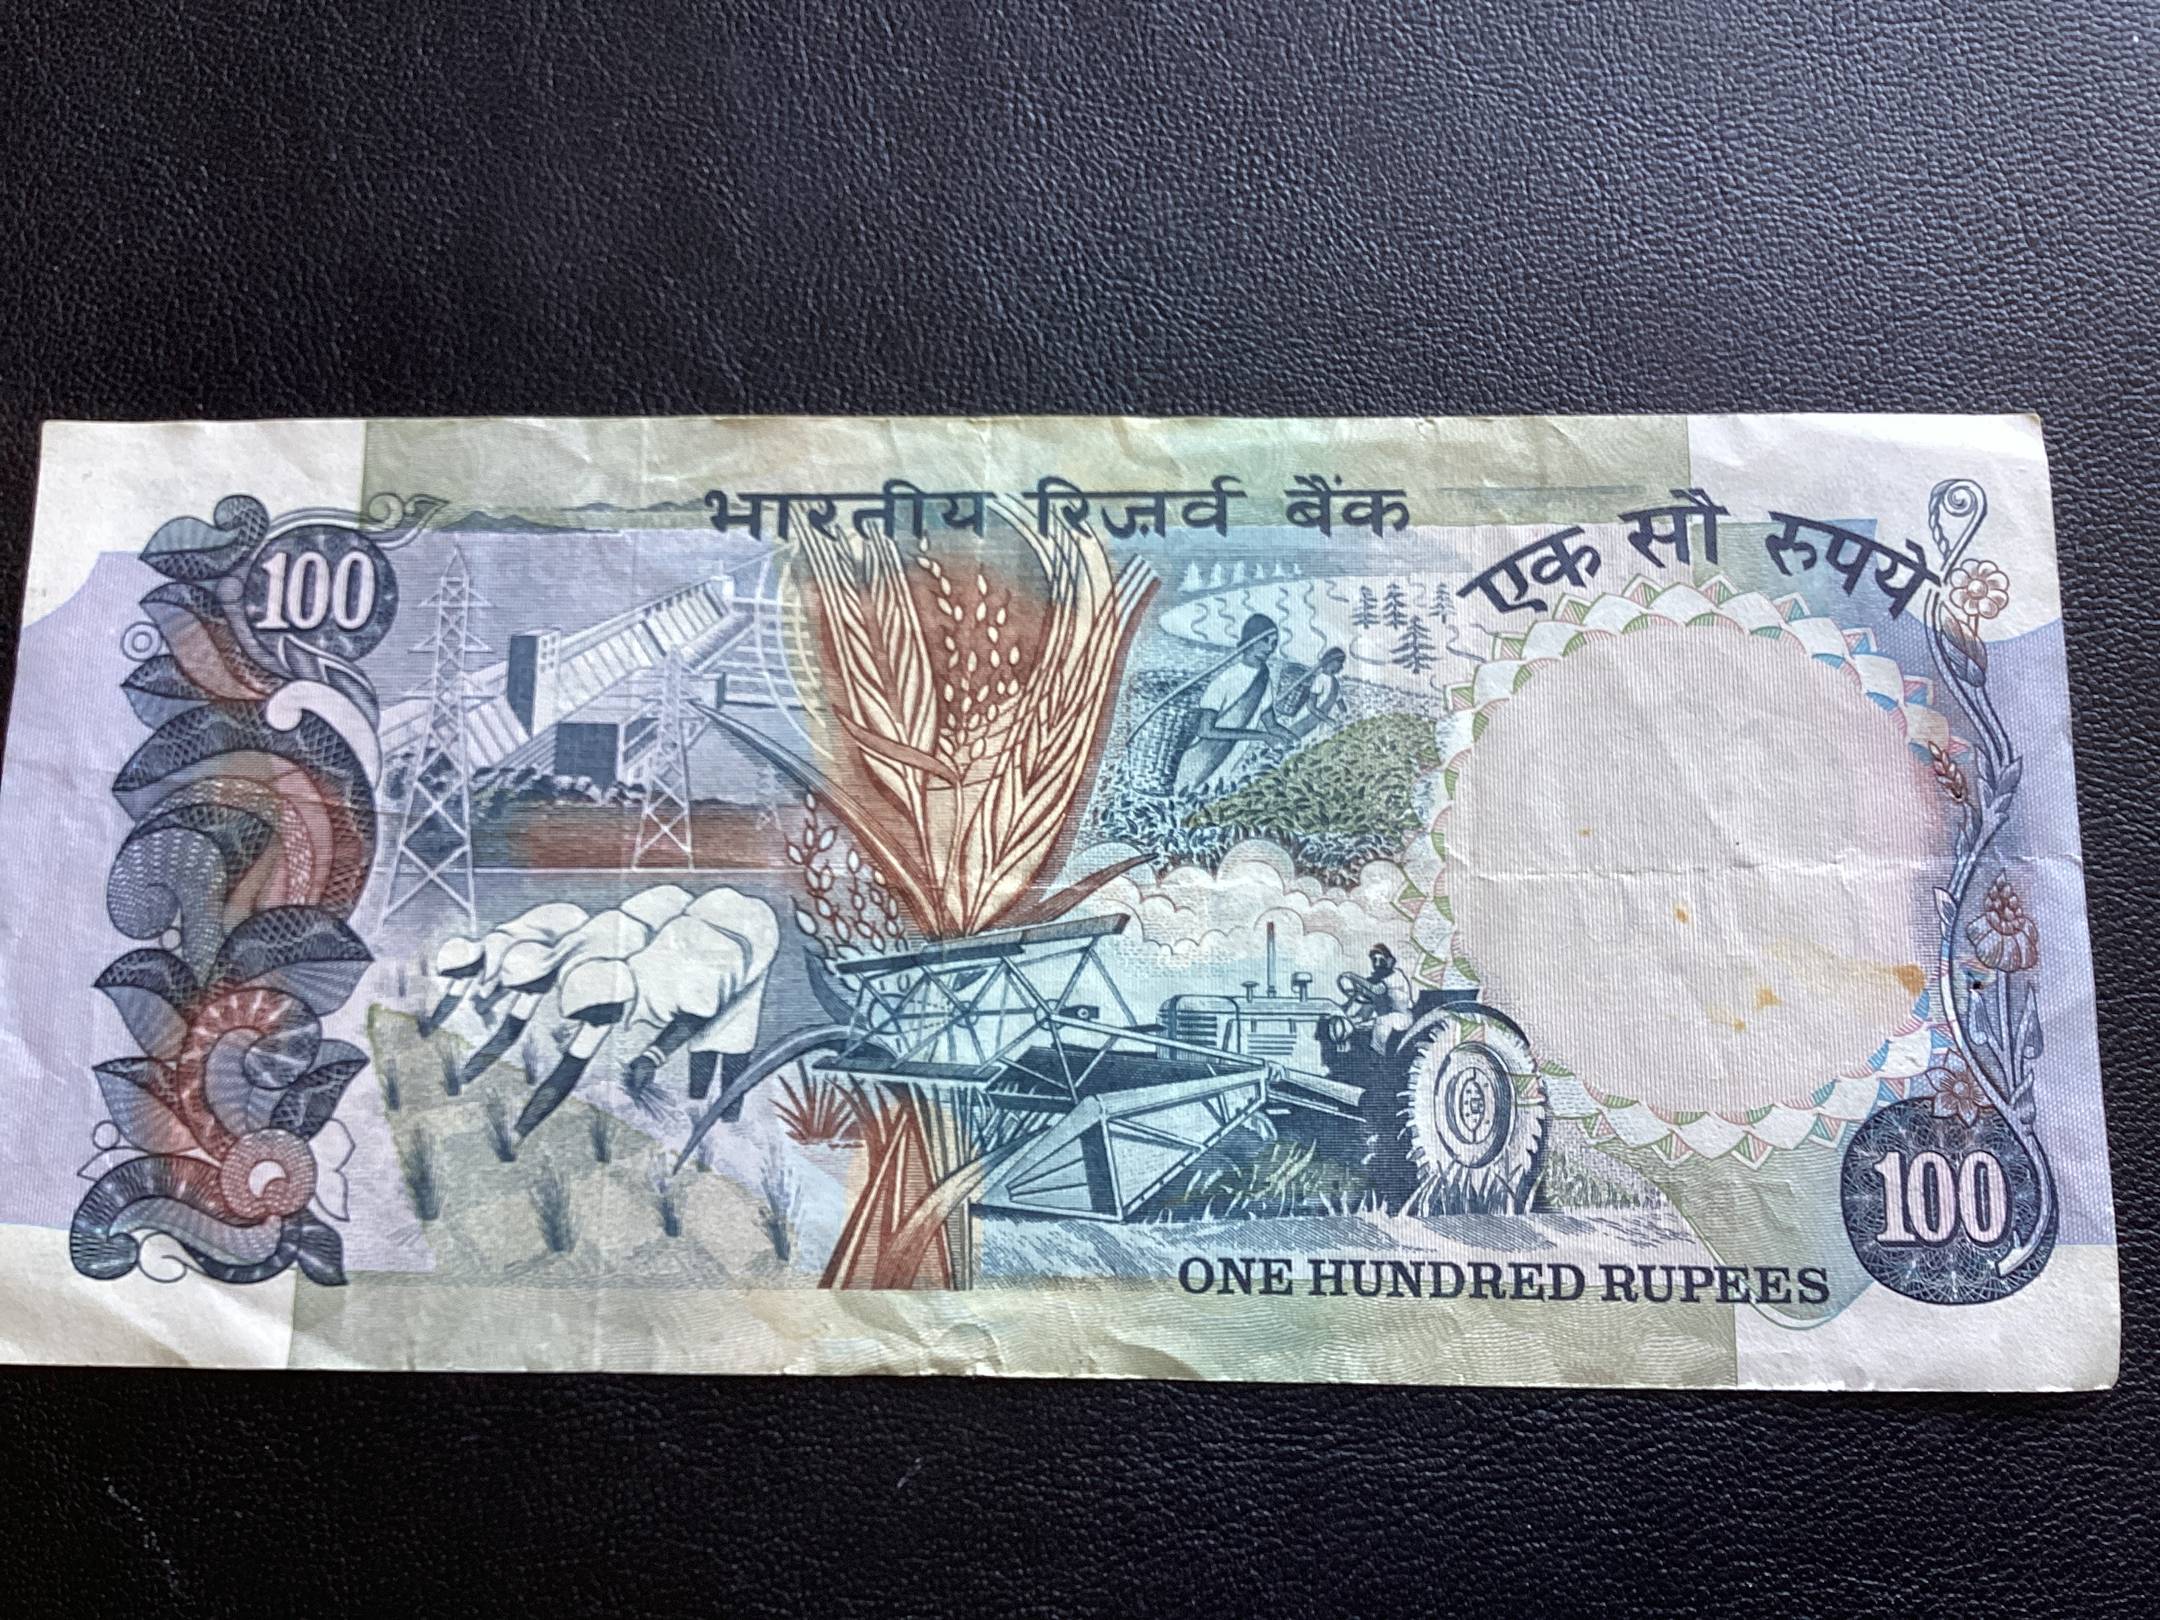 भारतीय रिज़र्व बैंक
एक सौ रुपये
100
ONE HUNDRED RUPEES
100